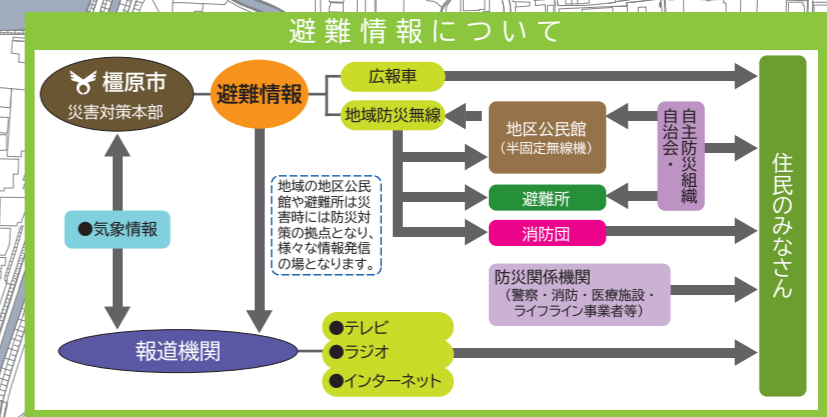 避難情報について
橿原市
災害対策本部
避難情報
広報車
地域防災無線
地区公民館
（半固定無線機）
自主防災組織
自治会・
避難所
消防団
住民のみなさん
地域の地区公民
館や避難所は災
害時には防災対
策の拠点となり、
様々な情報発信
の場となります。
●気象情報
防災関係機関
（警察・消防・医療施設・
ライフライン事業者等）
報道機関
●テレビ
●ラジオ
●インターネット